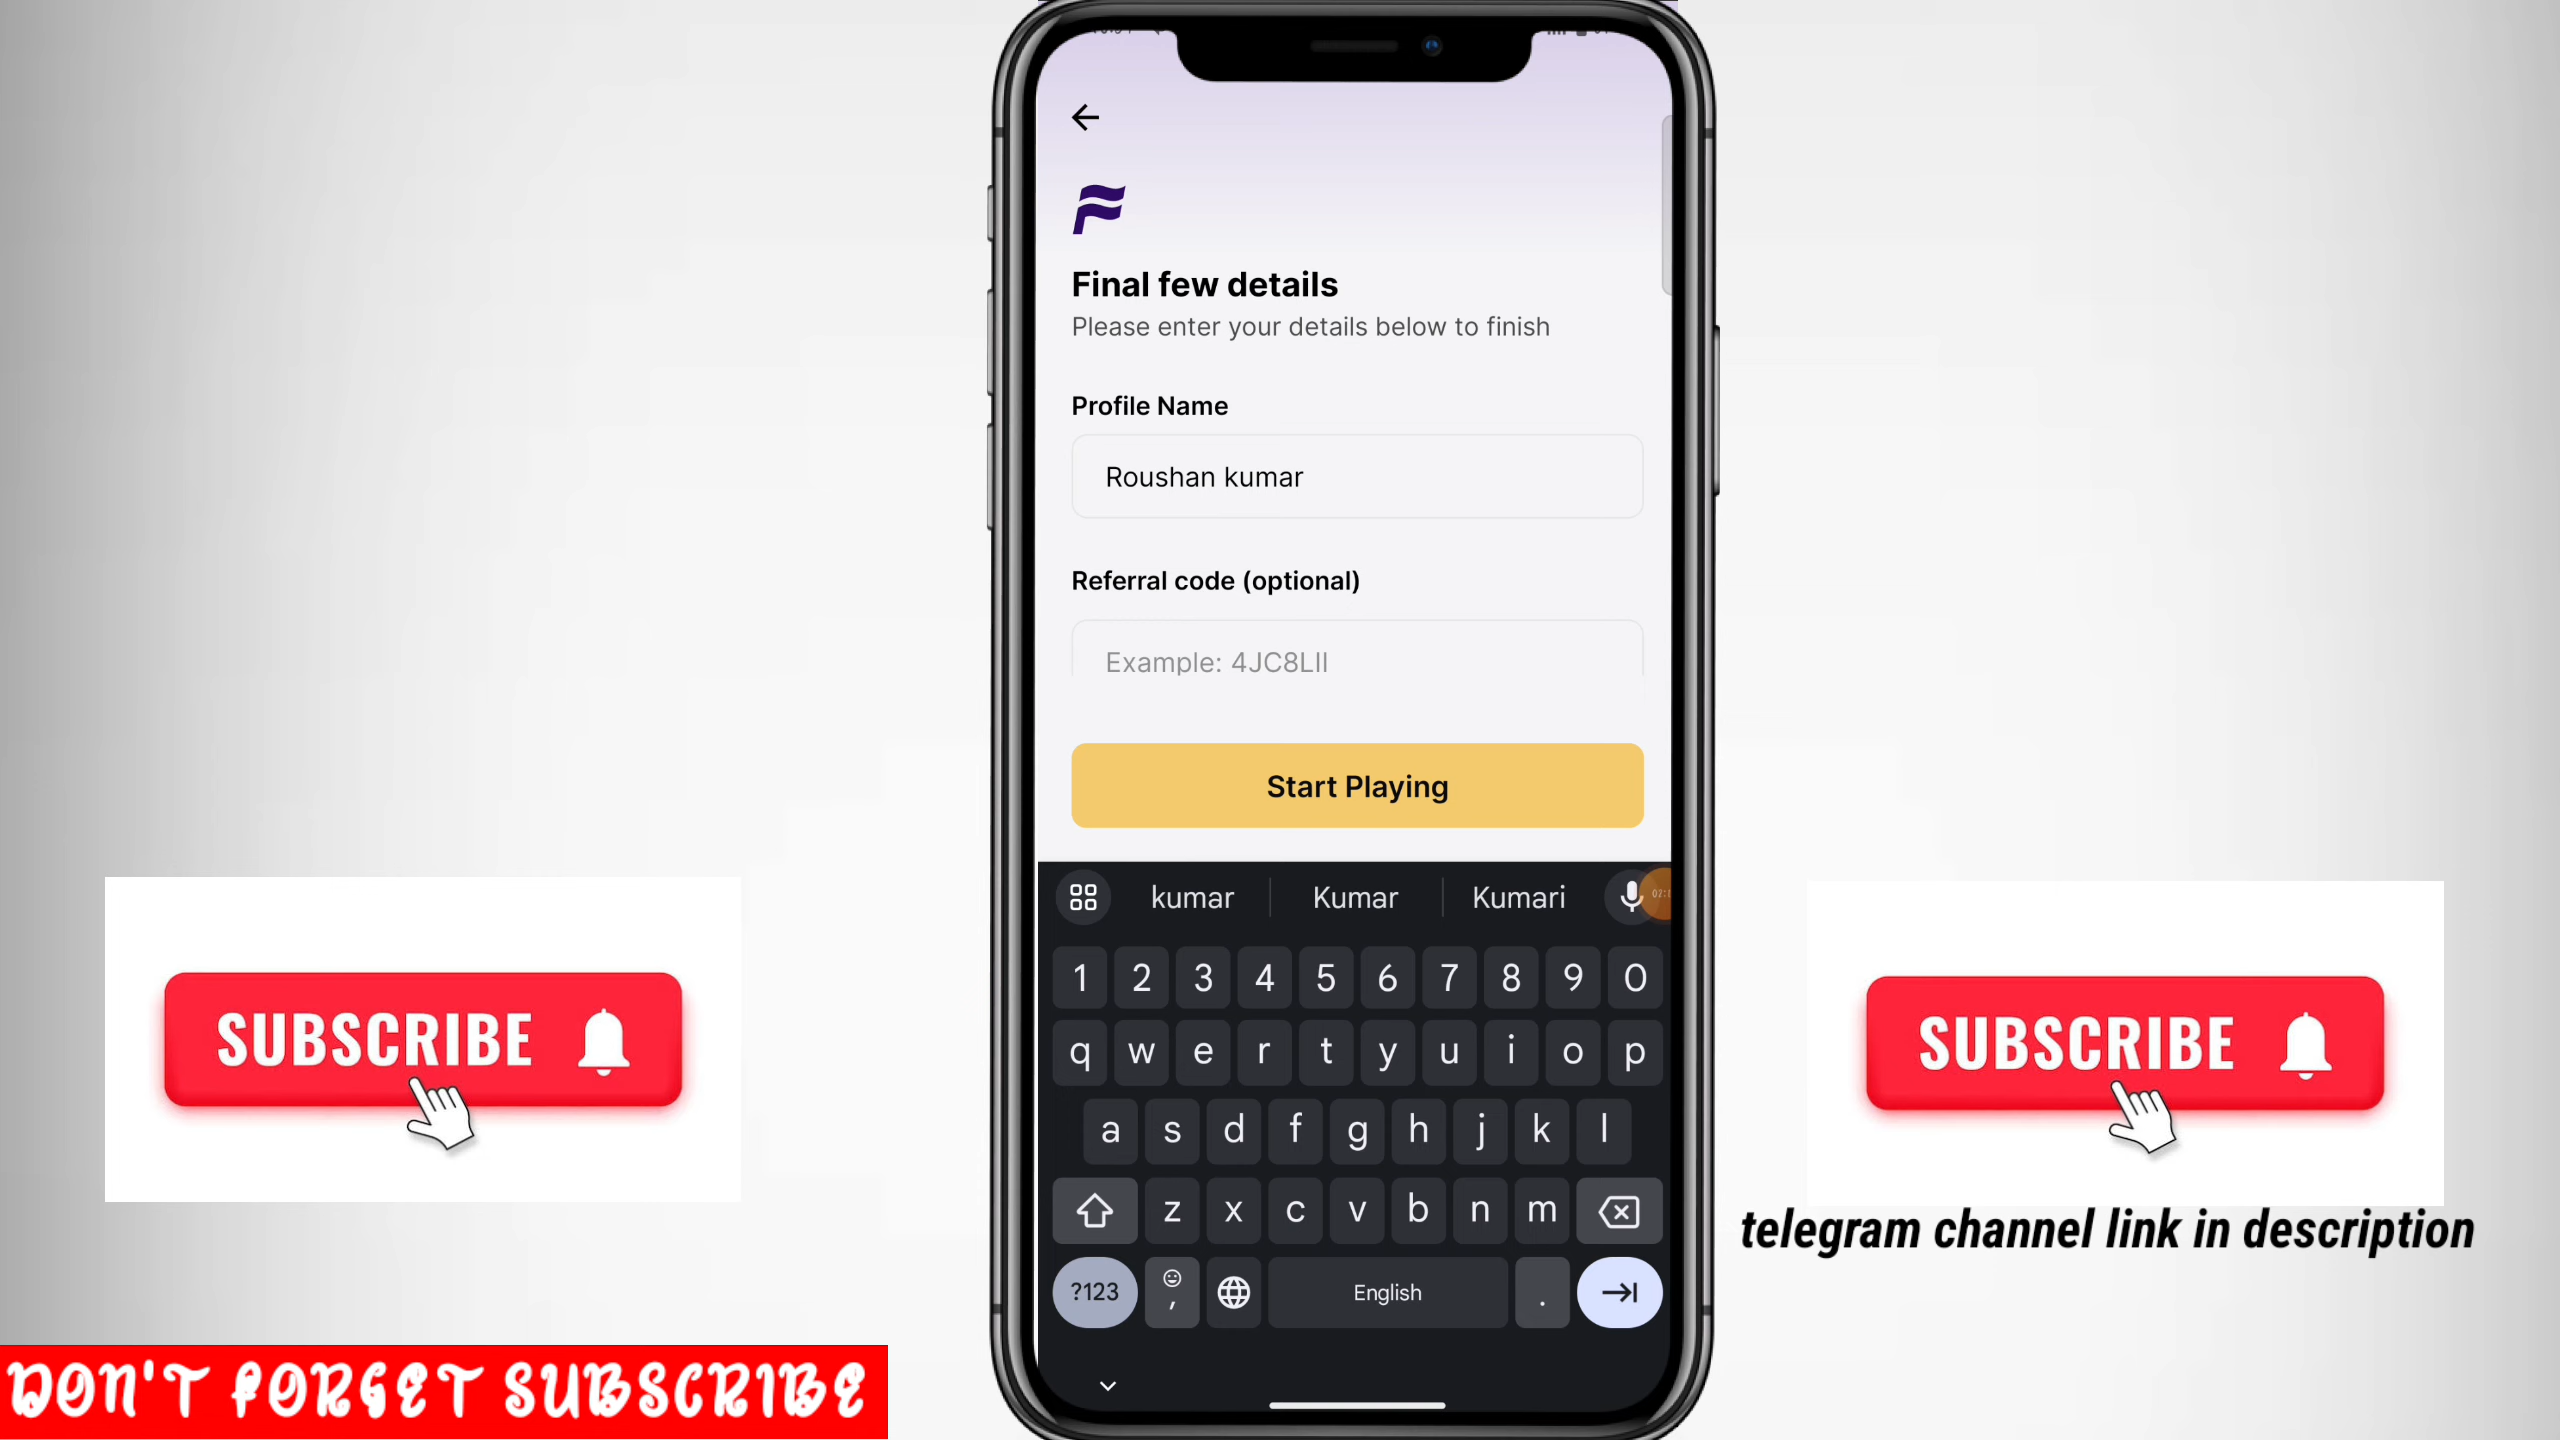 Final few details
Please enter your details below to finish
Profile Name
Roushan kumar
Referral code (optional)
Example: 4JC8LII
Start Playing
kumar Kumar Kumari
1 2 3 4 5 6 7 8 9 0
q w e r t y u i o p
a s d f g h j k l
z x c v b n m
?123 , English .
SUBSCRIBE
SUBSCRIBE
telegram channel link in description
DON'T FORGET SUBSCRIBE